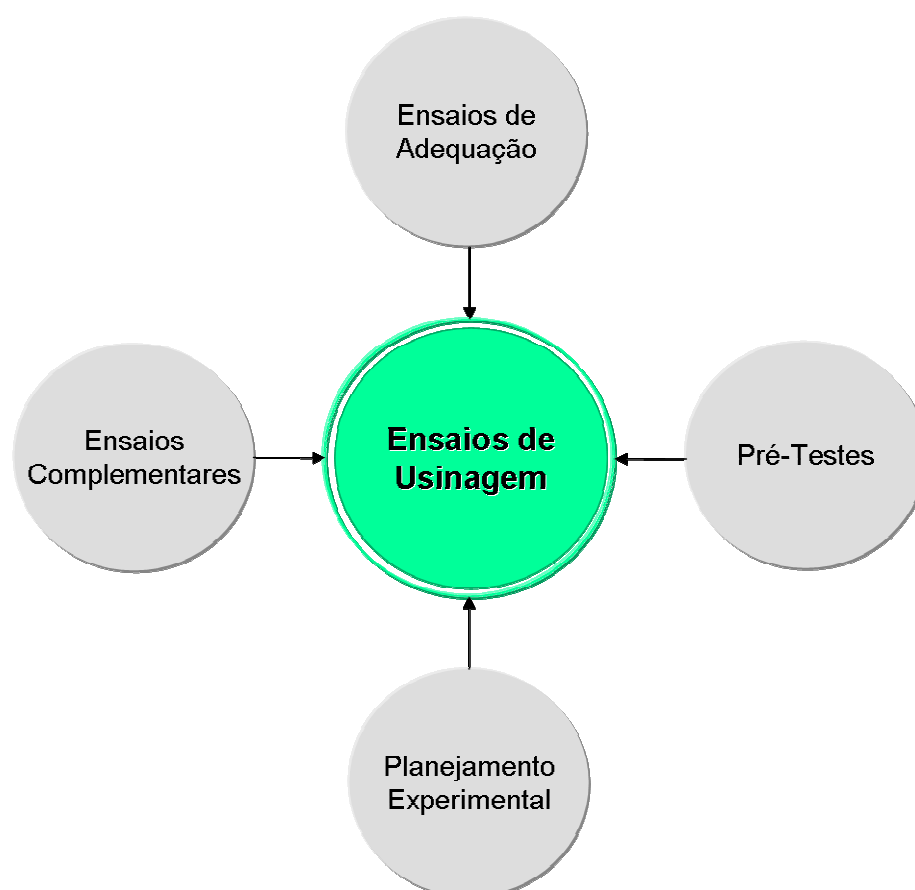 Ensaios de
Adequação
Ensaios
Complementares
Ensaios de
Usinagem
Pré-Testes
Planejamento
Experimental